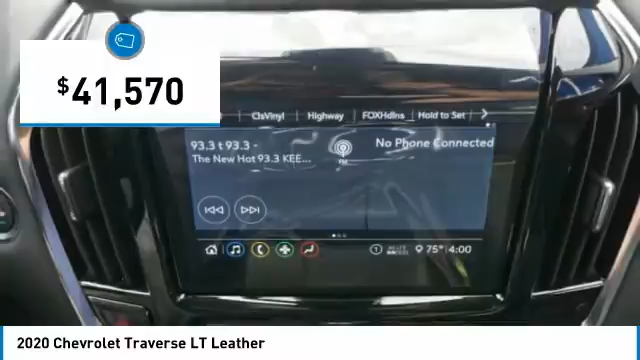 $41,570
ClsVinyl Highway FOXHdlns Hold to Set
93.3 t 93.3 -
No Phone Connected
The New Hot 93.3 KEE...
FM
75° 4:00
2020 Chevrolet Traverse LT Leather